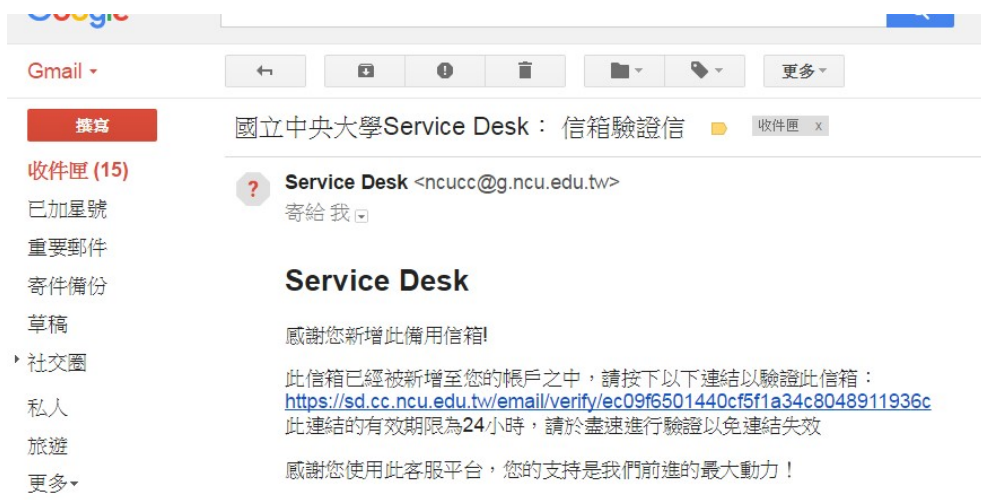 Google
Gmail
更多
撰寫
國立中央大學Service Desk： 信箱驗證信
收件匣 x
收件匣 (15)
已加星號
重要郵件
寄件備份
草稿
社交圈
私人
旅遊
更多
?
Service Desk <ncucc@g.ncu.edu.tw>
寄給 我
Service Desk
感謝您新增此備用信箱!
此信箱已經被新增至您的帳戶之中，請按下以下連結以驗證此信箱：
https://sd.cc.ncu.edu.tw/email/verify/ec09f6501440cf5f1a34c8048911936c
此連結的有效期限為24小時，請於盡速進行驗證以免連結失效
感謝您使用此客服平台，您的支持是我們前進的最大動力！